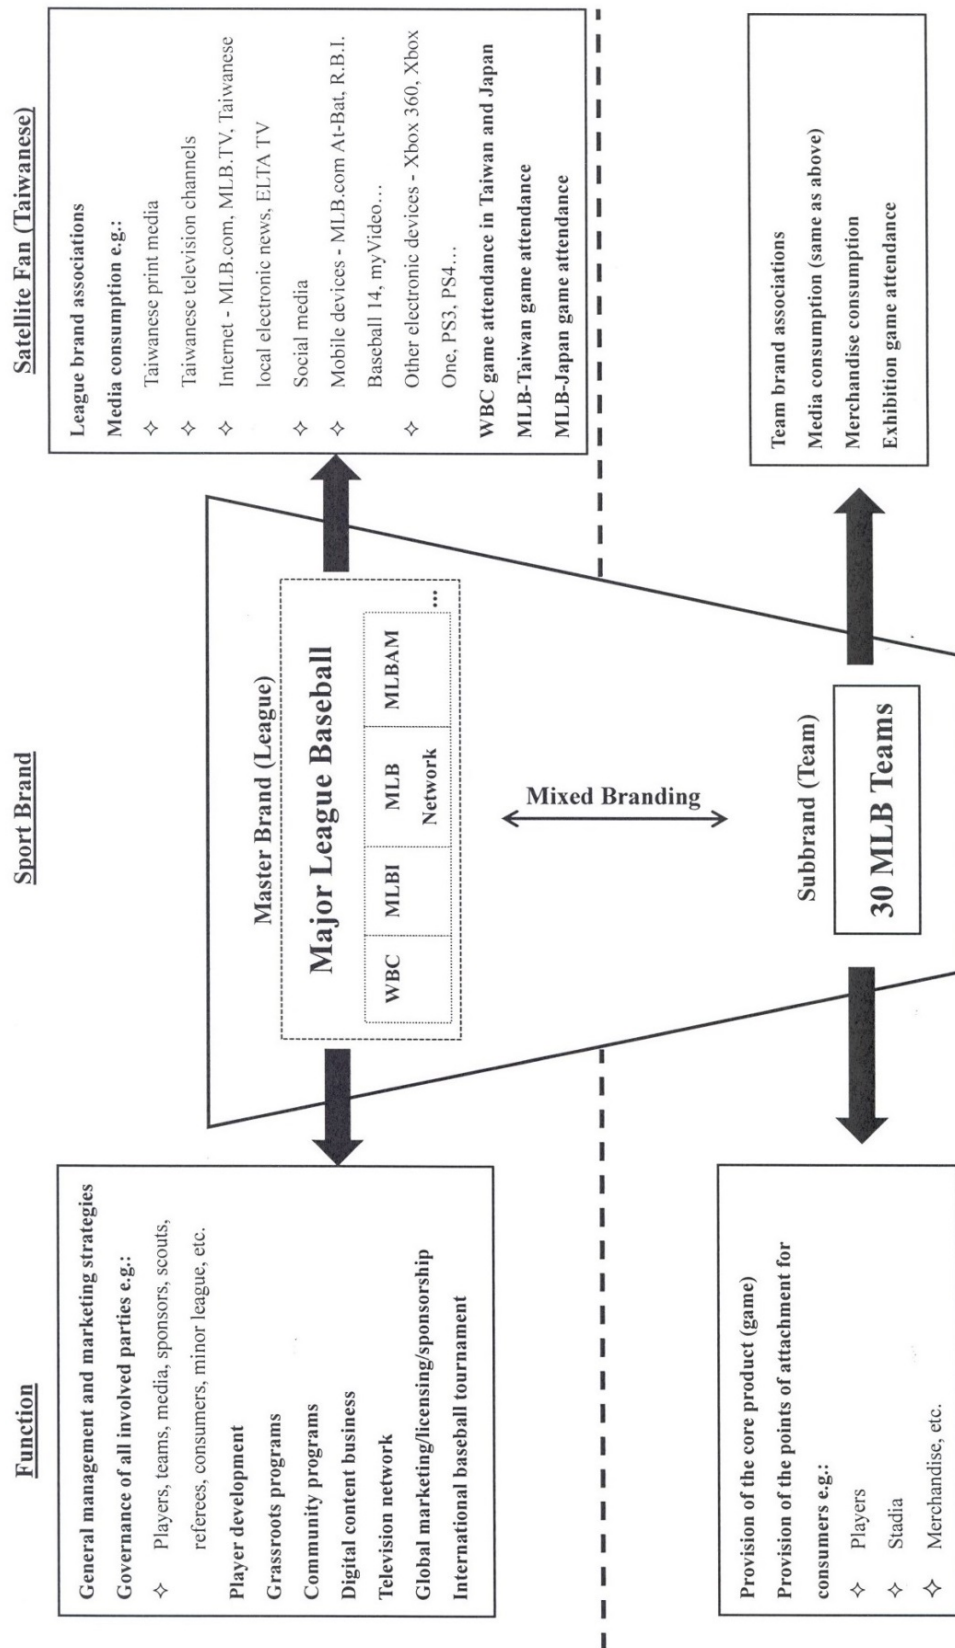 Function
General management and marketing strategies
Governance of all involved parties e.g.:
✧ Players, teams, media, sponsors, scouts,
referees, consumers, minor league, etc.
Player development
Grassroots programs
Community programs
Digital content business
Television network
Global marketing/licensing/sponsorship
International baseball tournament
Provision of the core product (game)
Provision of the points of attachment for
consumers e.g.:
✧ Players
✧ Stadia
✧ Merchandise, etc.
Sport Brand
Master Brand (League)
Major League Baseball
WBC
MLBI
MLB
Network
MLBAM
...
Mixed Branding
Subbrand (Team)
30 MLB Teams
Satellite Fan (Taiwanese)
League brand associations
Media consumption e.g.:
✧ Taiwanese print media
✧ Taiwanese television channels
✧ Internet - MLB.com, MLB.TV, Taiwanese
local electronic news, ELTA TV
✧ Social media
✧ Mobile devices - MLB.com At-Bat, R.B.I.
Baseball 14, myVideo…
✧ Other electronic devices - Xbox 360, Xbox
One, PS3, PS4…
WBC game attendance in Taiwan and Japan
MLB-Taiwan game attendance
MLB-Japan game attendance
Team brand associations
Media consumption (same as above)
Merchandise consumption
Exhibition game attendance